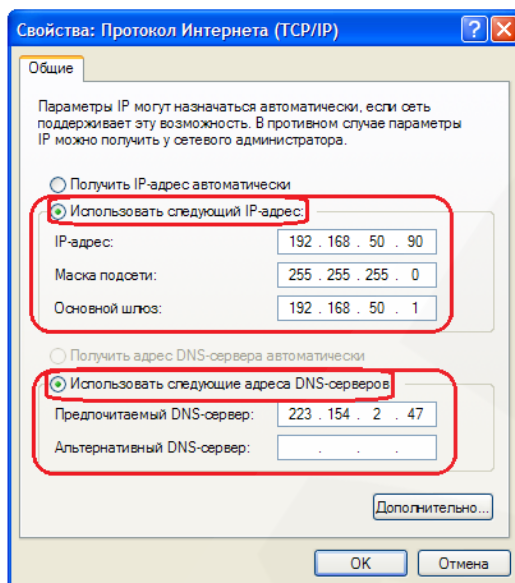 Свойства: Протокол Интернета (TCP/IP)
Общие
Параметры IP могут назначаться автоматически, если сеть
поддерживает эту возможность. В противном случае параметры
IP можно получить у сетевого администратора.
Получить IP-адрес автоматически
Использовать следующий IP-адрес:
IP-адрес: 192 . 168 . 50 . 90
Маска подсети: 255 . 255 . 255 . 0
Основной шлюз: 192 . 168 . 50 . 1
Получить адрес DNS-сервера автоматически
Использовать следующие адреса DNS-серверов
Предпочитаемый DNS-сервер: 223 . 154 . 2 . 47
Альтернативный DNS-сервер: . . .
Дополнительно...
OK Отмена